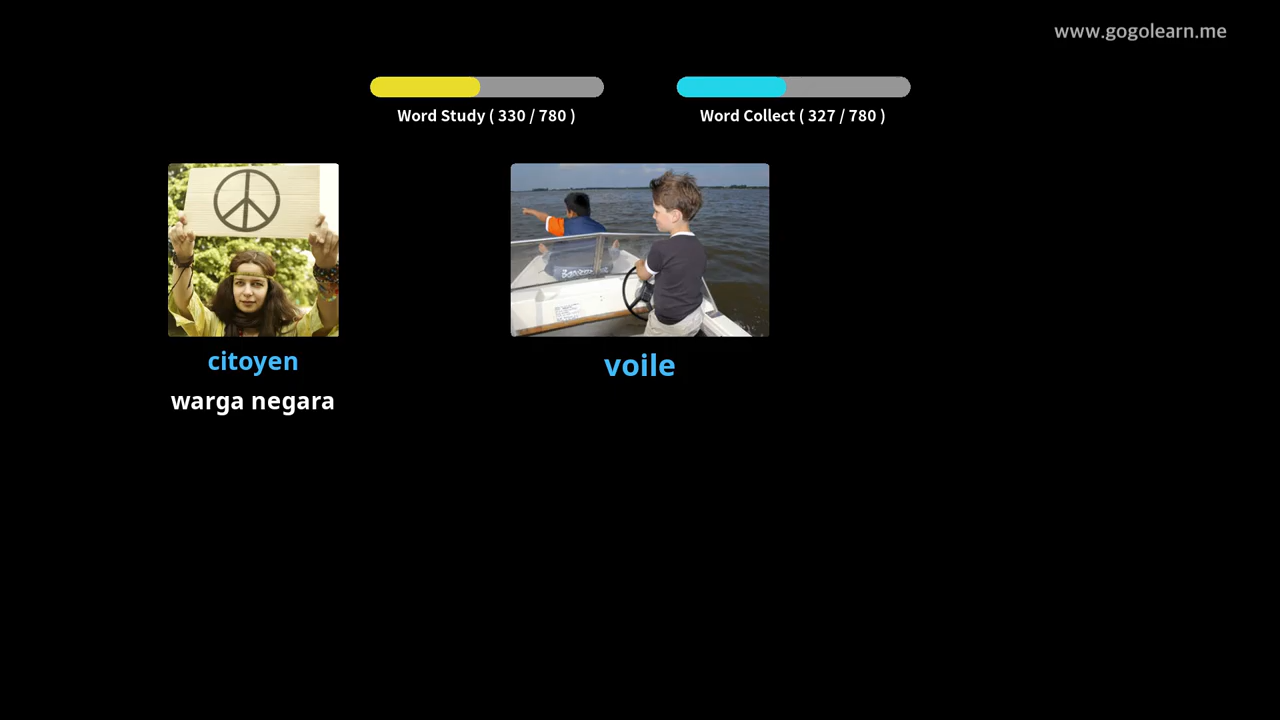 www.gogolearn.me
Word Study ( 330 / 780 )
Word Collect ( 327 / 780 )
citoyen
warga negara
voile